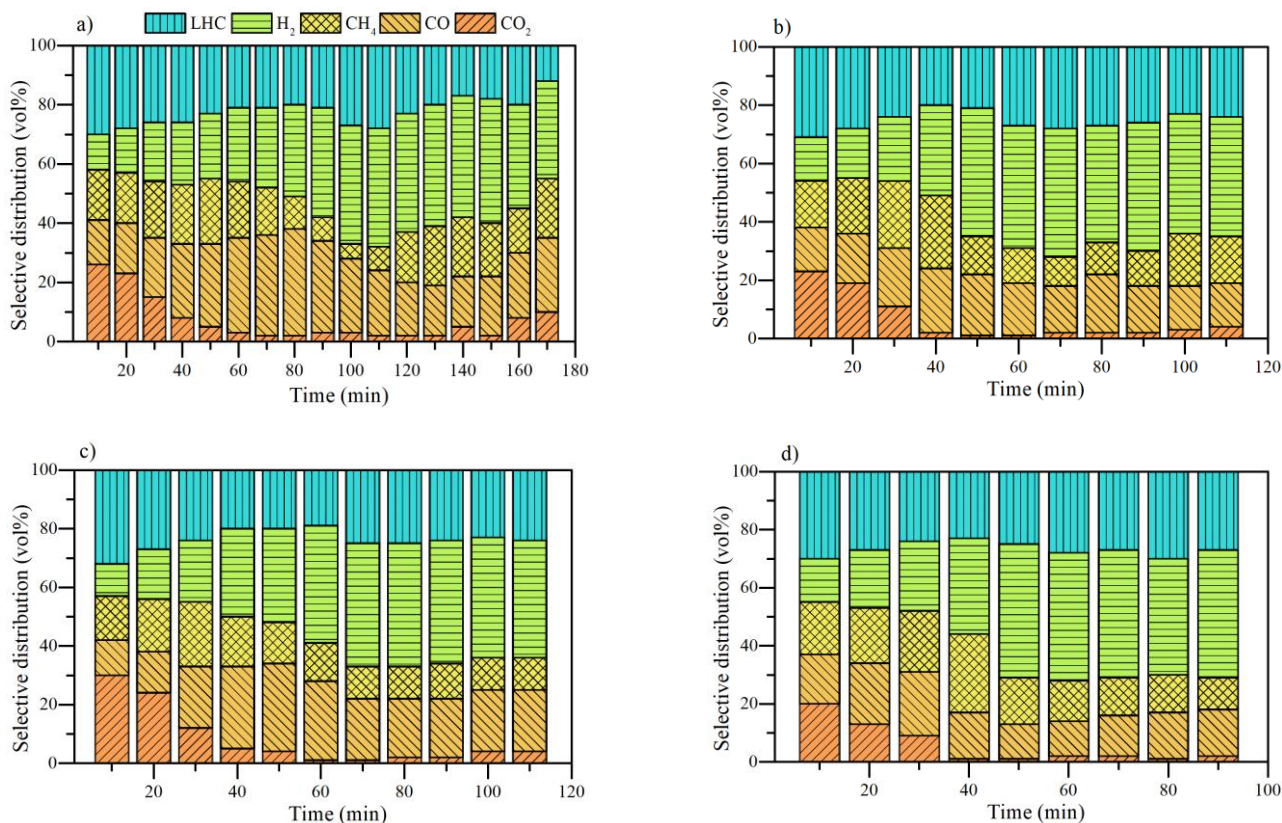 a) LHC H₂ CH₄ CO CO₂
100
80
60
40
20
0
Selective distribution (vol%)
20 40 60 80 100 120 140 160 180
Time (min)
b)
100
80
60
40
20
0
Selective distribution (vol%)
20 40 60 80 100 120
Time (min)
c)
100
80
60
40
20
0
Selective distribution (vol%)
20 40 60 80 100 120
Time (min)
d)
100
80
60
40
20
0
Selective distribution (vol%)
20 40 60 80 100
Time (min)